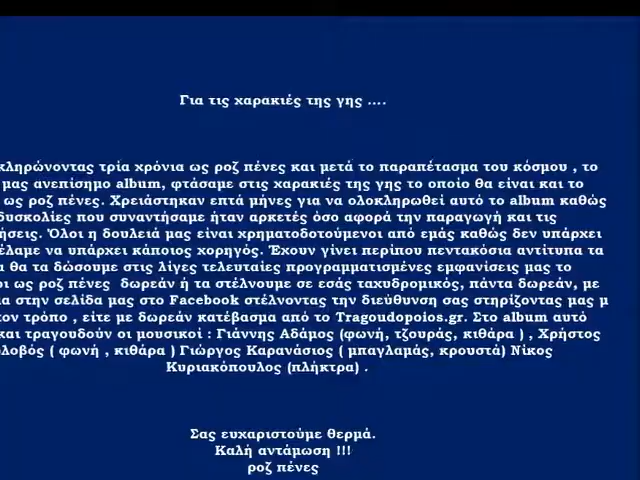 Για τις χαρακιές της γης ....
κληρώνοντας τρία χρόνια ως ροζ πένες και μετά το παραπέτασμα του κόσμου , το
μας ανεπίσημο album, φτάσαμε στις χαρακιές της γης το οποίο θα είναι και το
ως ροζ πένες. Χρειάστηκαν επτά μήνες για να ολοκληρωθεί αυτό το album καθώς
δυσκολίες που συναντήσαμε ήταν αρκετές όσο αφορά την παραγωγή και τις
ήσεις. Όλοι η δουλειά μας είναι χρηματοδοτούμενοι από εμάς καθώς δεν υπάρχει
έλαμε να υπάρχει κάποιος χορηγός. Έχουν γίνει περίπου πεντακόσια αντίτυπα τα
θα τα δώσουμε στις λίγες τελευταίες προγραμματισμένες εμφανίσεις μας το
οι ως ροζ πένες δωρεάν ή τα στέλνουμε σε εσάς ταχυδρομικός, πάντα δωρεάν, με
α στην σελίδα μας στο Facebook στέλνοντας την διεύθυνση σας στηρίζοντας μας μ
ον τρόπο , είτε με δωρεάν κατέβασμα από το Tragoudopoios.gr. Στο album αυτό
και τραγουδούν οι μουσικοί : Γιάννης Αδάμος (φωνή, τζουράς, κιθάρα ) , Χρήστος
λοβός ( φωνή , κιθάρα ) Γιώργος Καρανάσιος ( μπαγλαμάς, κρουστά) Νίκος
Κυριακόπουλος (πλήκτρα) .
Σας ευχαριστούμε θερμά.
Καλή αντάμωση !!!
ροζ πένες